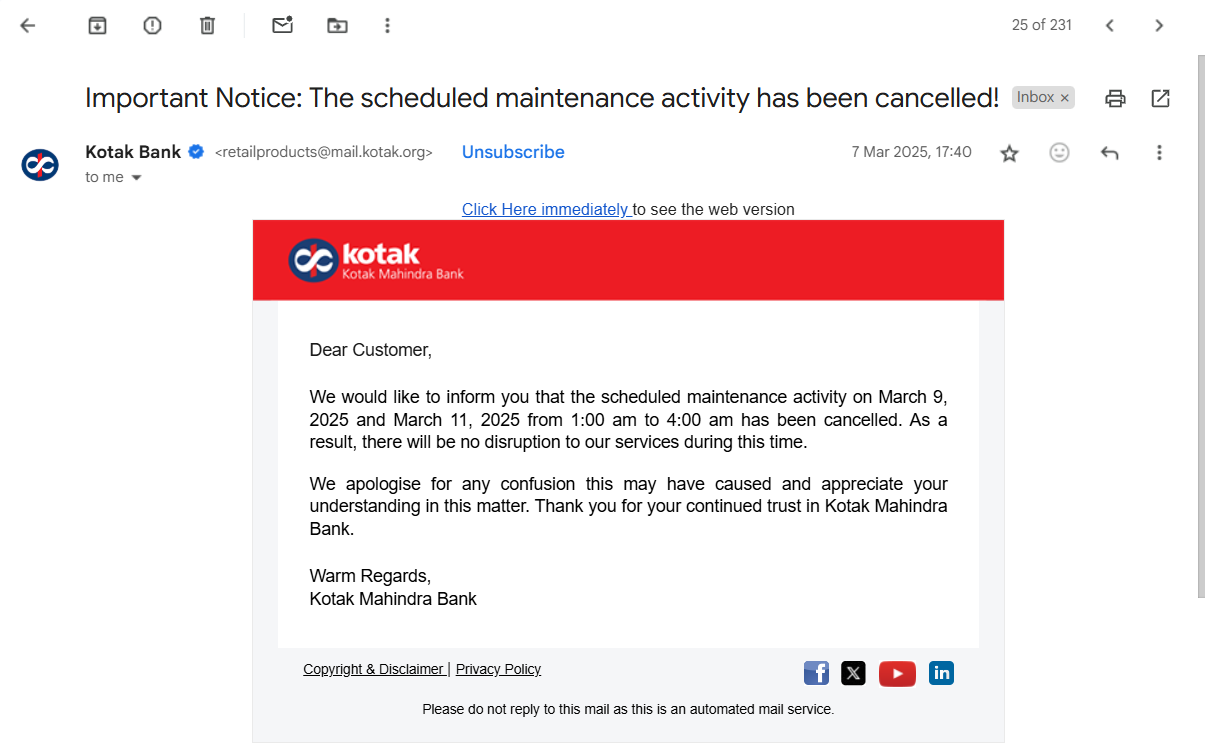 25 of 231
Important Notice: The scheduled maintenance activity has been cancelled! Inbox ×
Kotak Bank <retailproducts@mail.kotak.org> Unsubscribe 7 Mar 2025, 17:40
to me
Click Here immediately to see the web version
kotak
Kotak Mahindra Bank
Dear Customer,
We would like to inform you that the scheduled maintenance activity on March 9,
2025 and March 11, 2025 from 1:00 am to 4:00 am has been cancelled. As a
result, there will be no disruption to our services during this time.
We apologise for any confusion this may have caused and appreciate your
understanding in this matter. Thank you for your continued trust in Kotak Mahindra
Bank.
Warm Regards,
Kotak Mahindra Bank
Copyright & Disclaimer | Privacy Policy
Please do not reply to this mail as this is an automated mail service.